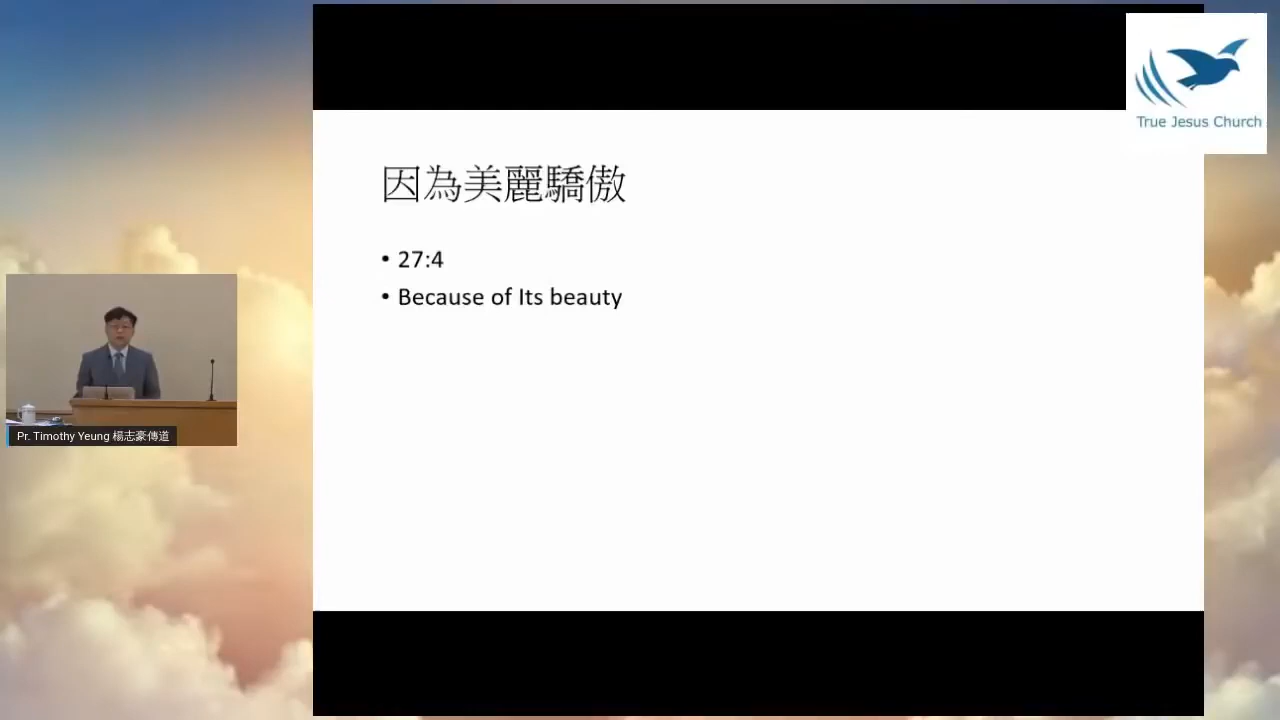 True Jesus Church
因為美麗驕傲
• 27:4
• Because of Its beauty
Pr. Timothy Yeung 楊志豪傳道